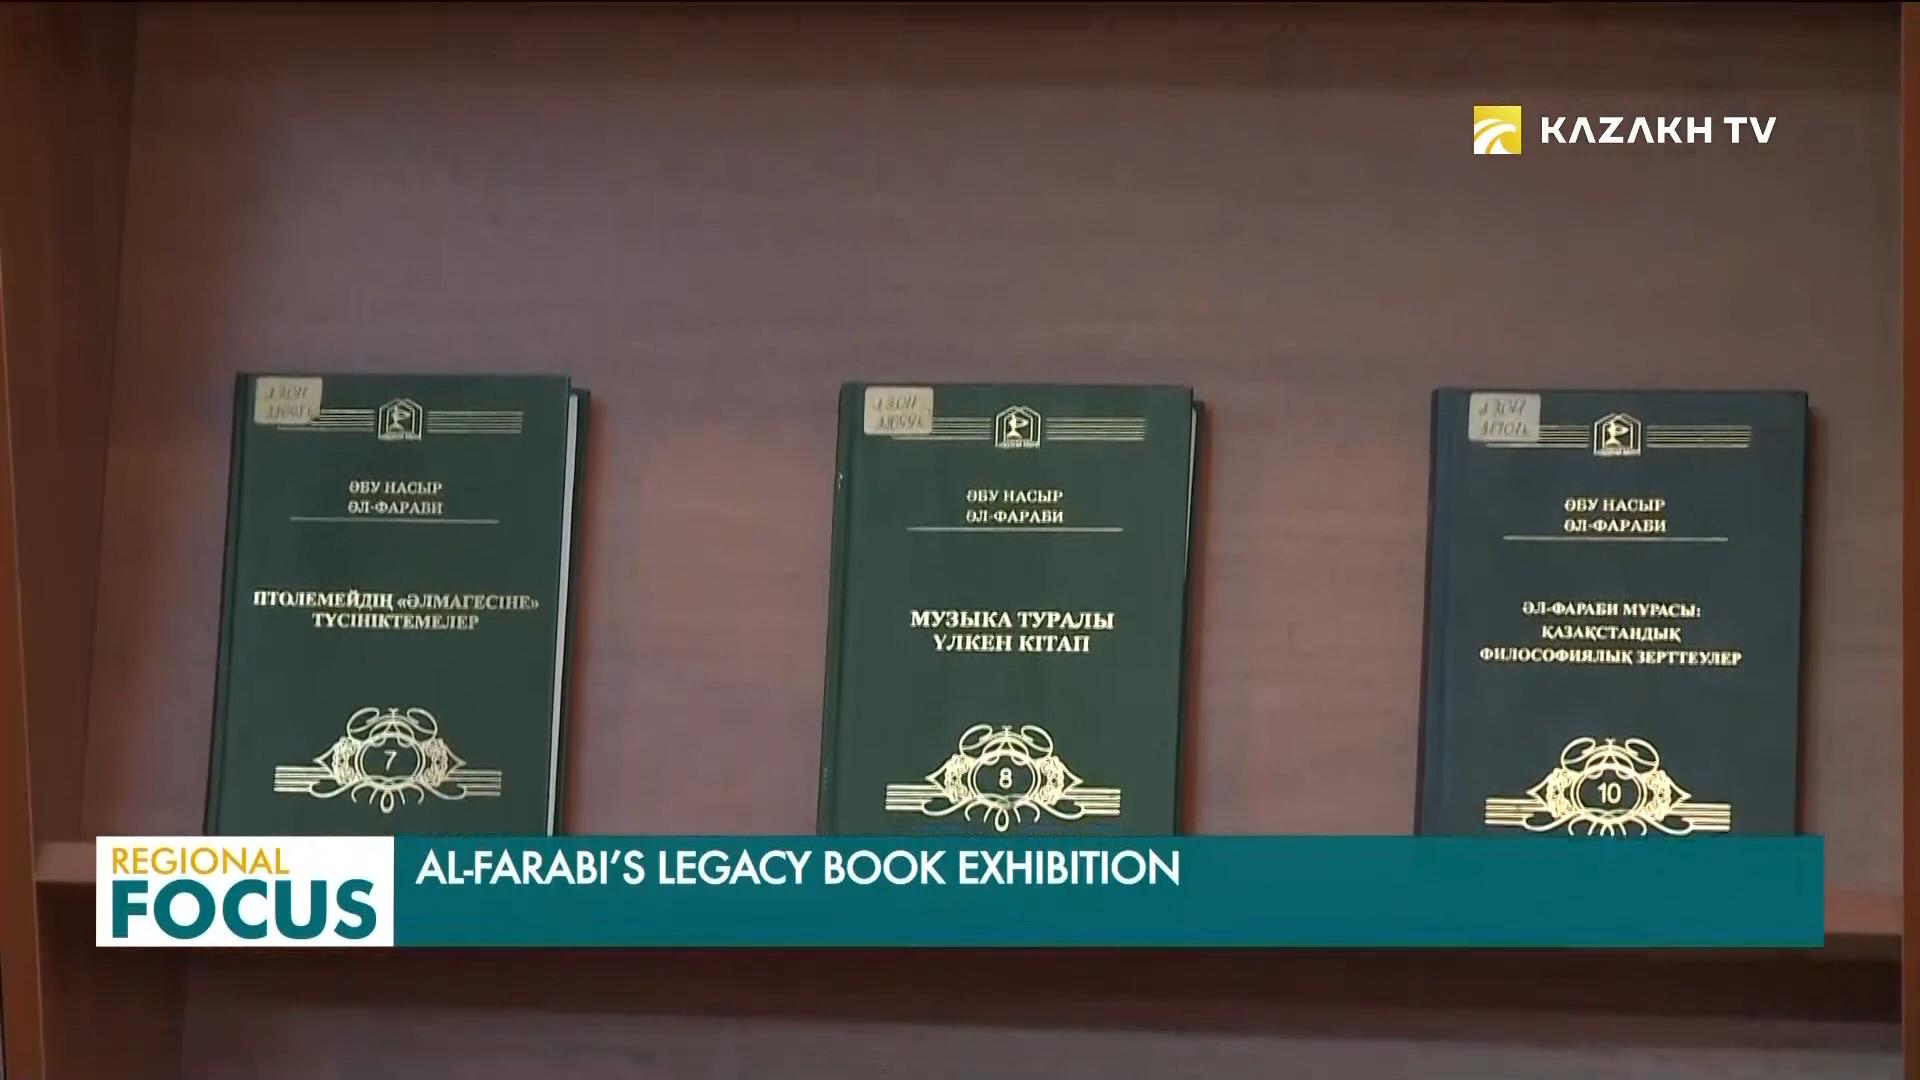 KAZAKH TV
ӘБУ НАСЫР
ӘЛ-ФАРАБИ
ПТОЛЕМЕЙДІҢ «ӘЛМАГЕСІНЕ»
ТҮСІНІКТЕМЕЛЕР
7
ӘБУ НАСЫР
ӘЛ-ФАРАБИ
МУЗЫКА ТУРАЛЫ
ҮЛКЕН КІТАП
8
ӘБУ НАСЫР
ӘЛ-ФАРАБИ
ӘЛ-ФАРАБИ МҰРАСЫ:
ҚАЗАҚСТАНДЫҚ
ФИЛОСОФИЯЛЫҚ ЗЕРТТЕУЛЕР
10
REGIONAL
FOCUS
AL-FARABI’S LEGACY BOOK EXHIBITION